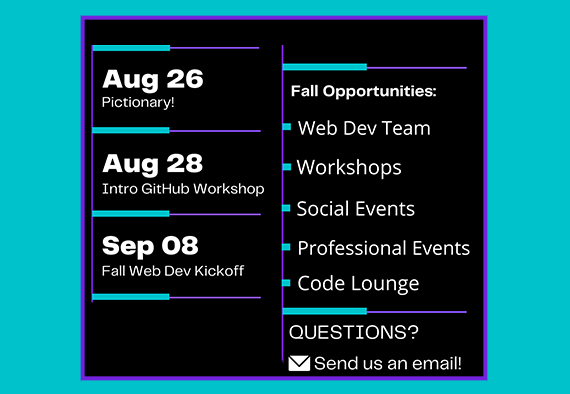 Aug 26
Pictionary!
Aug 28
Intro GitHub Workshop
Sep 08
Fall Web Dev Kickoff
Fall Opportunities:
Web Dev Team
Workshops
Social Events
Professional Events
Code Lounge
QUESTIONS?
Send us an email!